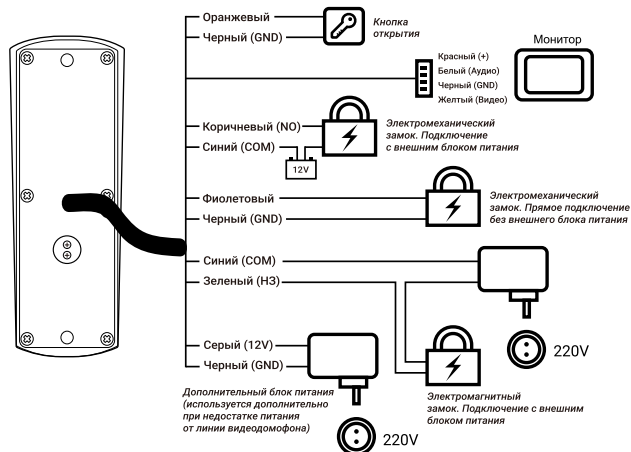 Оранжевый
Черный (GND)
Кнопка
открытия
Монитор
Красный (+)
Белый (Аудио)
Черный (GND)
Желтый (Видео)
Коричневый (NO)
Синий (COM)
12V
Электромеханический
замок. Подключение
с внешним блоком питания
Фиолетовый
Черный (GND)
Электромеханический
замок. Прямое подключение
без внешнего блока питания
Синий (COM)
Зеленый (НЗ)
220V
Серый (12V)
Черный (GND)
Дополнительный блок питания
(используется дополнительно
при недостатке питания
от линии видеодомофона)
220V
Электромагнитный
замок. Подключение с внешним
блоком питания